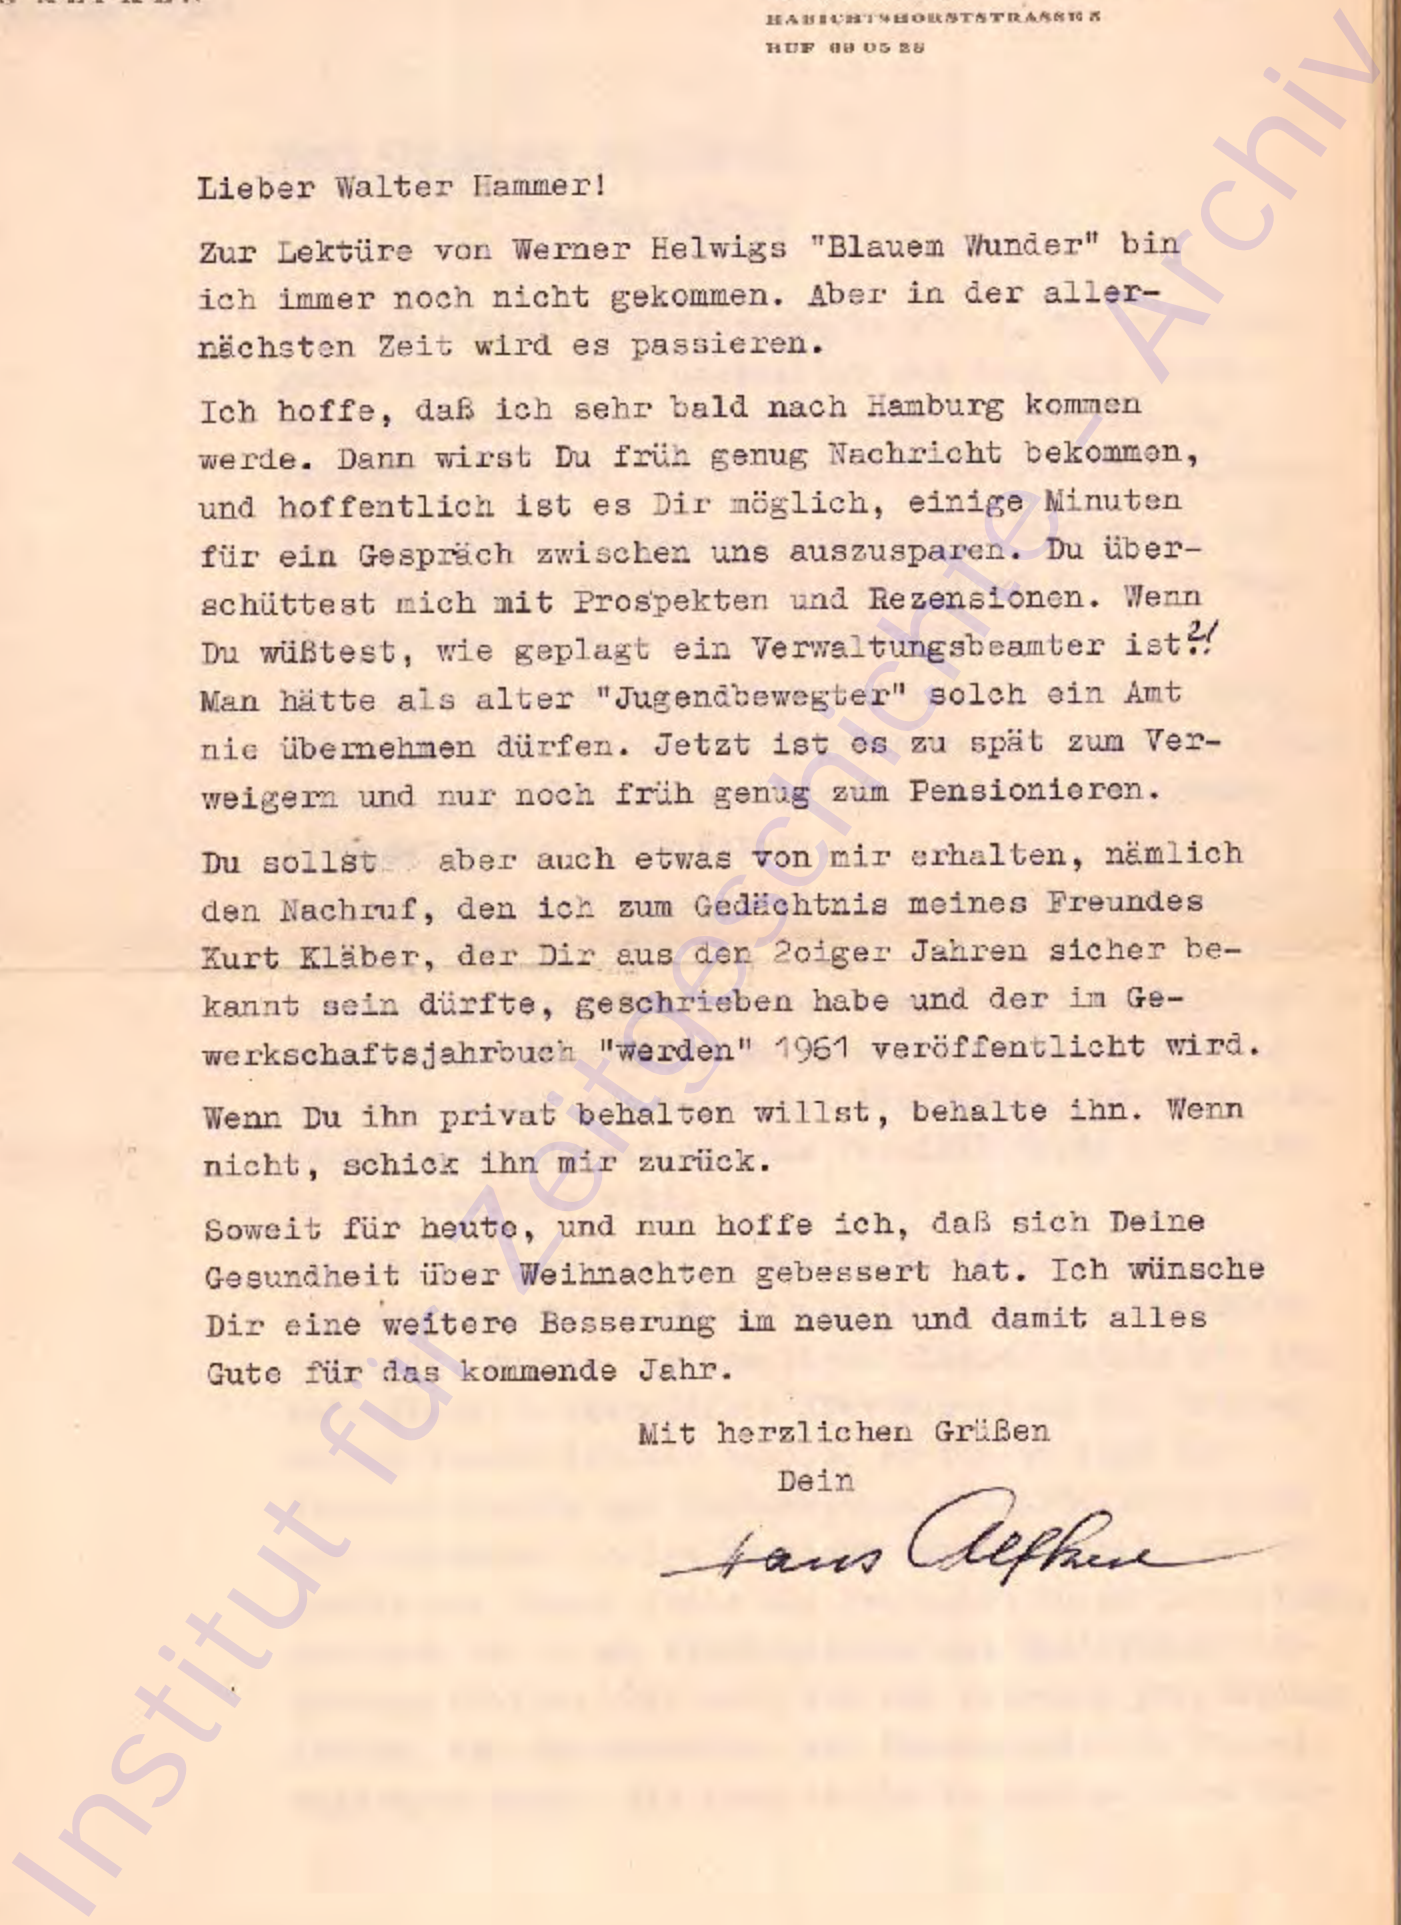 HABICHTSHORSTSTRASSE 5
RUF
Lieber Walter Hammer!
Zur Lektüre von Werner Helwigs "Blauem Wunder" bin
ich immer noch nicht gekommen. Aber in der aller-
nächsten Zeit wird es passieren.
Ich hoffe, daß ich sehr bald nach Hamburg kommen
werde. Dann wirst Du früh genug Nachricht bekommen,
und hoffentlich ist es Dir möglich, einige Minuten
für ein Gespräch zwischen uns auszusparen. Du über-
schüttest mich mit Prospekten und Rezensionen. Wenn
Du wüßtest, wie geplagt ein Verwaltungsbeamter ist?!
Man hätte als alter "Jugendbewegter" solch ein Amt
nie übernehmen dürfen. Jetzt ist es zu spät zum Ver-
weigern und nur noch früh genug zum Pensionieren.
Du sollst aber auch etwas von mir erhalten, nämlich
den Nachruf, den ich zum Gedächtnis meines Freundes
Kurt Kläber, der Dir aus den 2oiger Jahren sicher be-
kannt sein dürfte, geschrieben habe und der im Ge-
werkschaftsjahrbuch "werden" 1961 veröffentlicht wird.
Wenn Du ihn privat behalten willst, behalte ihn. Wenn
nicht, schick ihn mir zurück.
Soweit für heute, und nun hoffe ich, daß sich Deine
Gesundheit über Weihnachten gebessert hat. Ich wünsche
Dir eine weitere Besserung im neuen und damit alles
Gute für das kommende Jahr.
Mit herzlichen Grüßen
Dein
Hans
Institut für Zeitgeschichte - Archiv